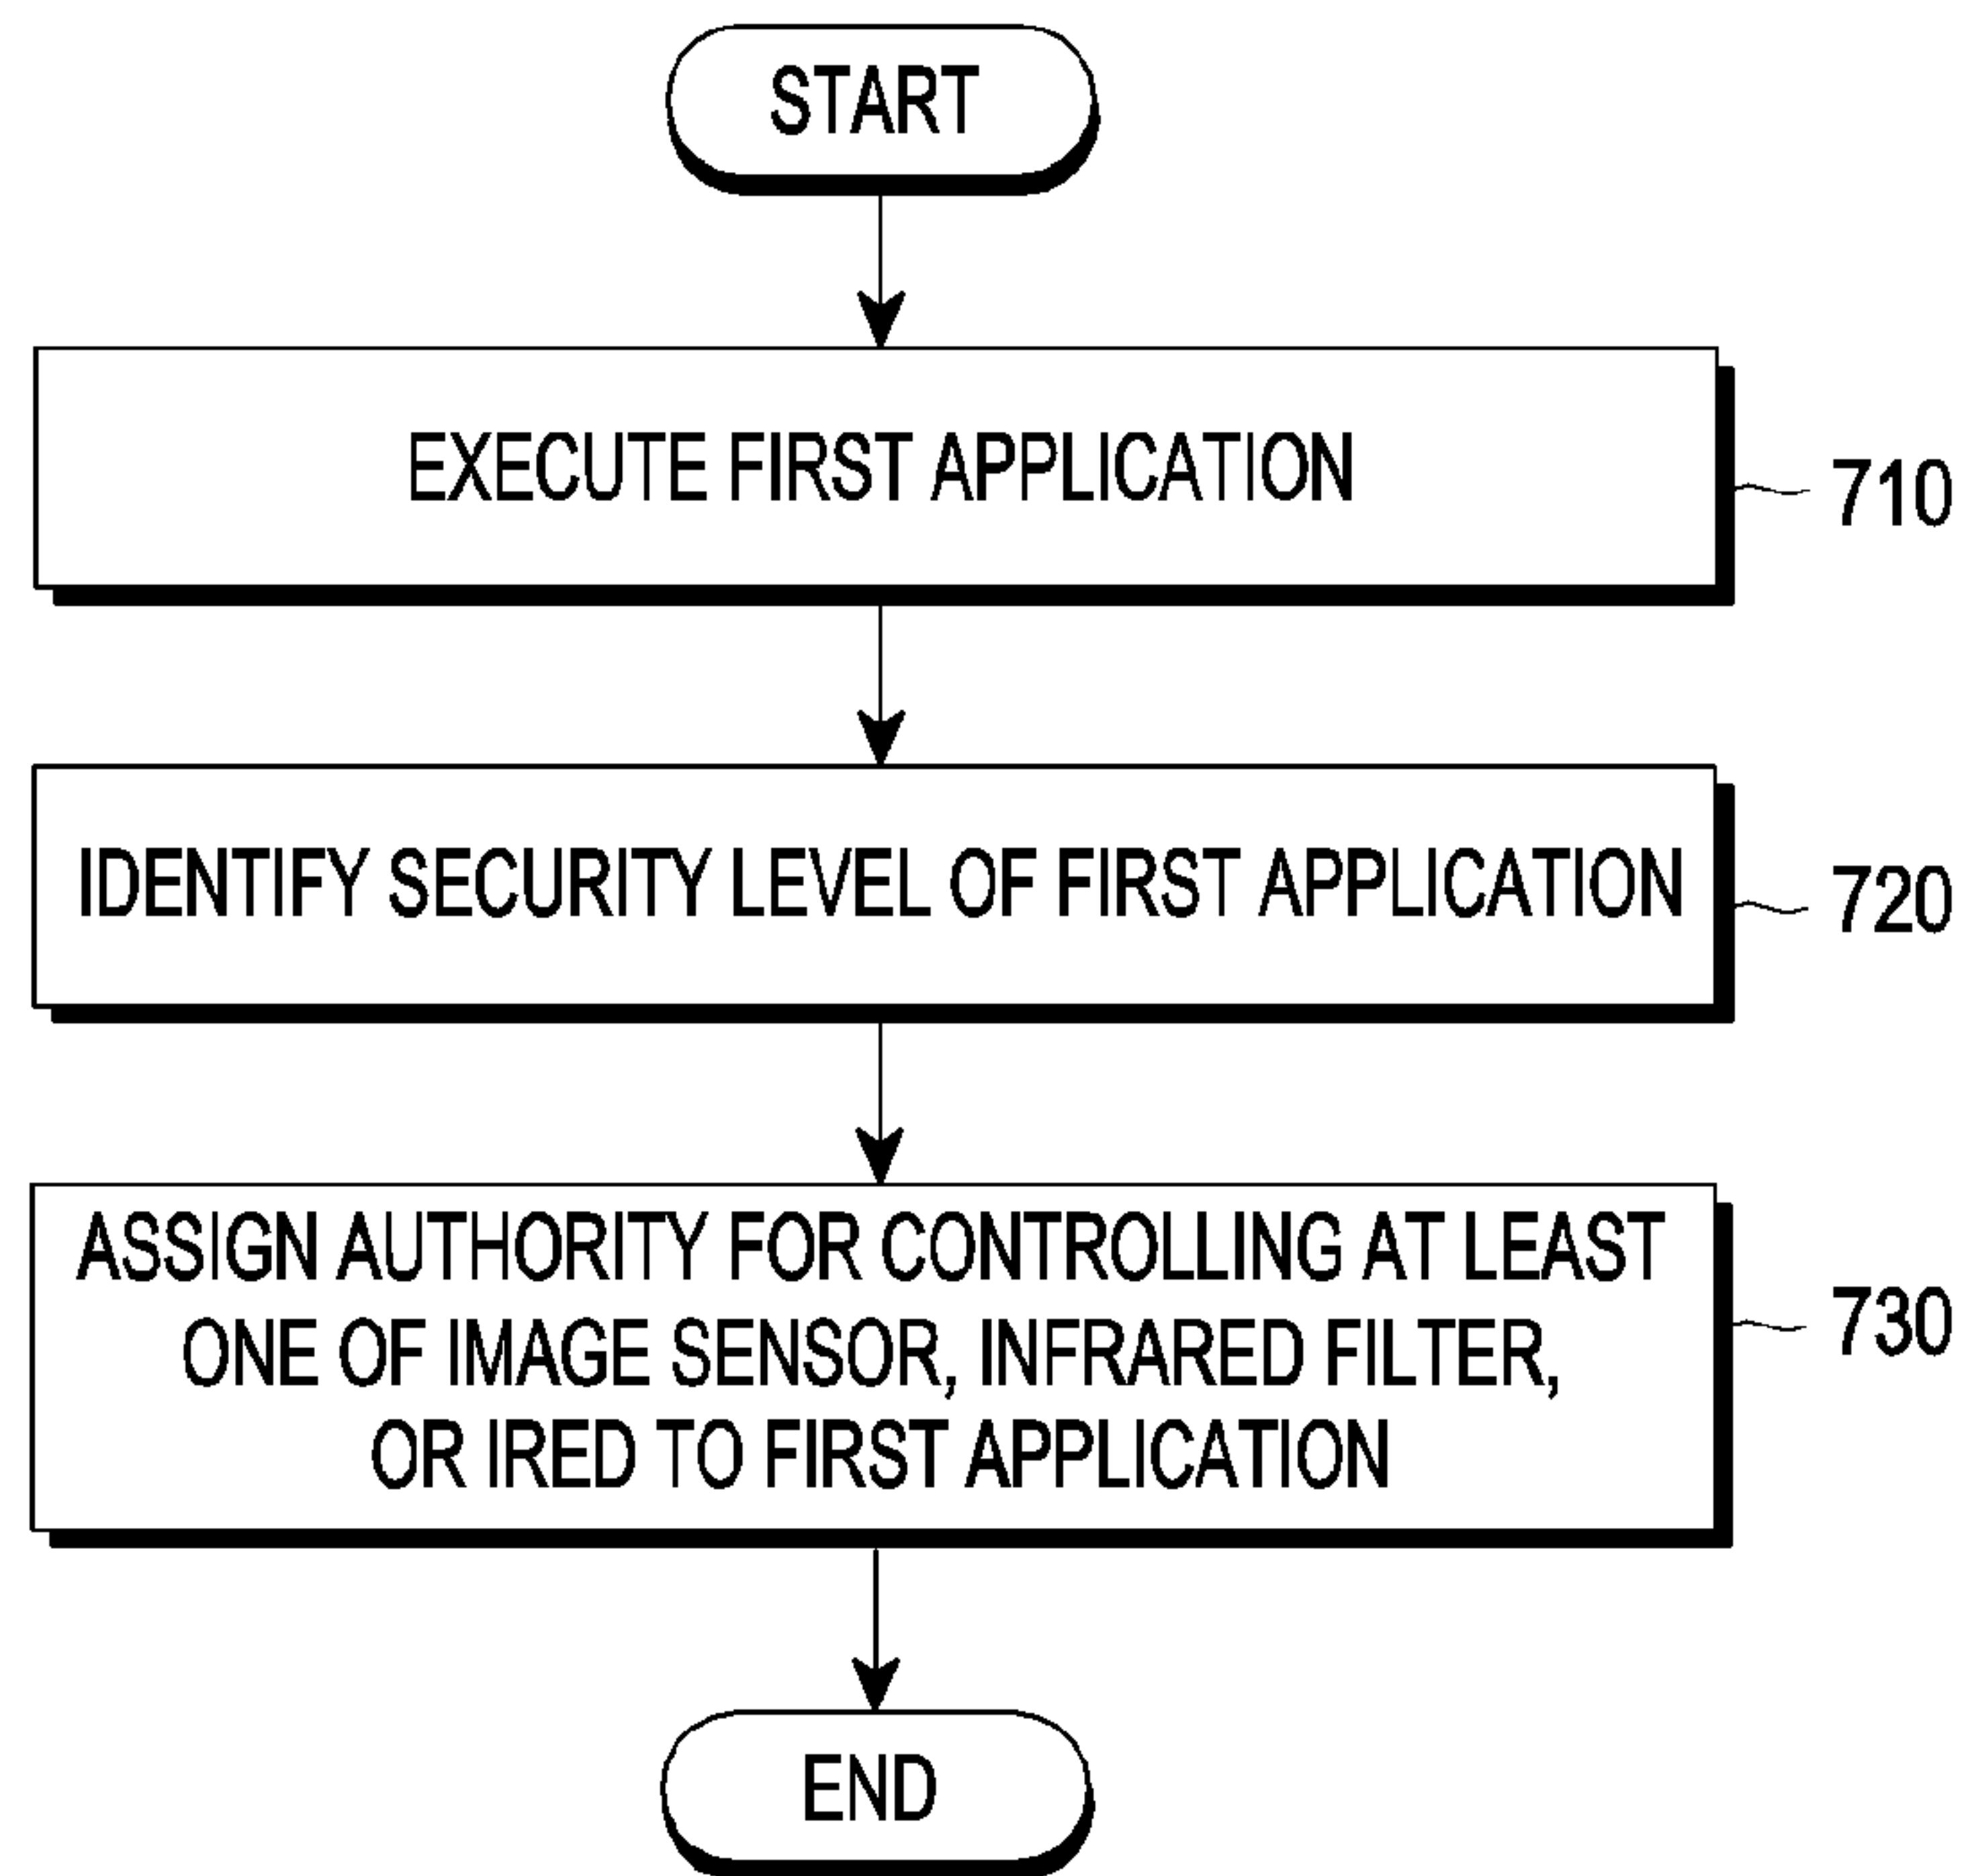 START
EXECUTE FIRST APPLICATION
710
IDENTIFY SECURITY LEVEL OF FIRST APPLICATION
720
ASSIGN AUTHORITY FOR CONTROLLING AT LEAST
ONE OF IMAGE SENSOR, INFRARED FILTER,
OR IRED TO FIRST APPLICATION
730
END